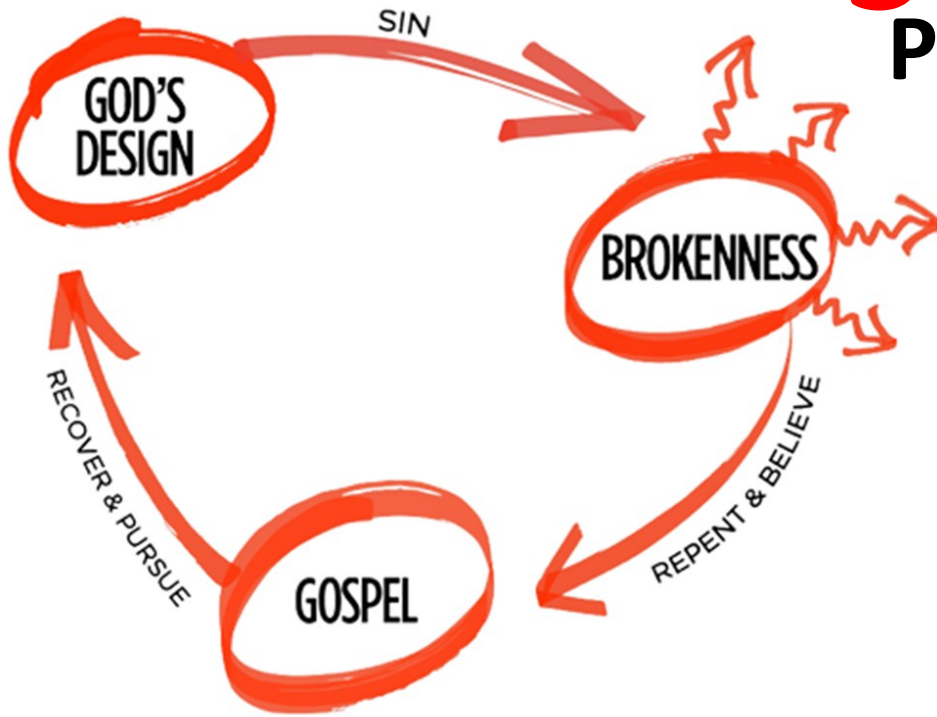 SIN
P
GOD'S
DESIGN
BROKENNESS
RECOVER & PURSUE
REPENT & BELIEVE
GOSPEL